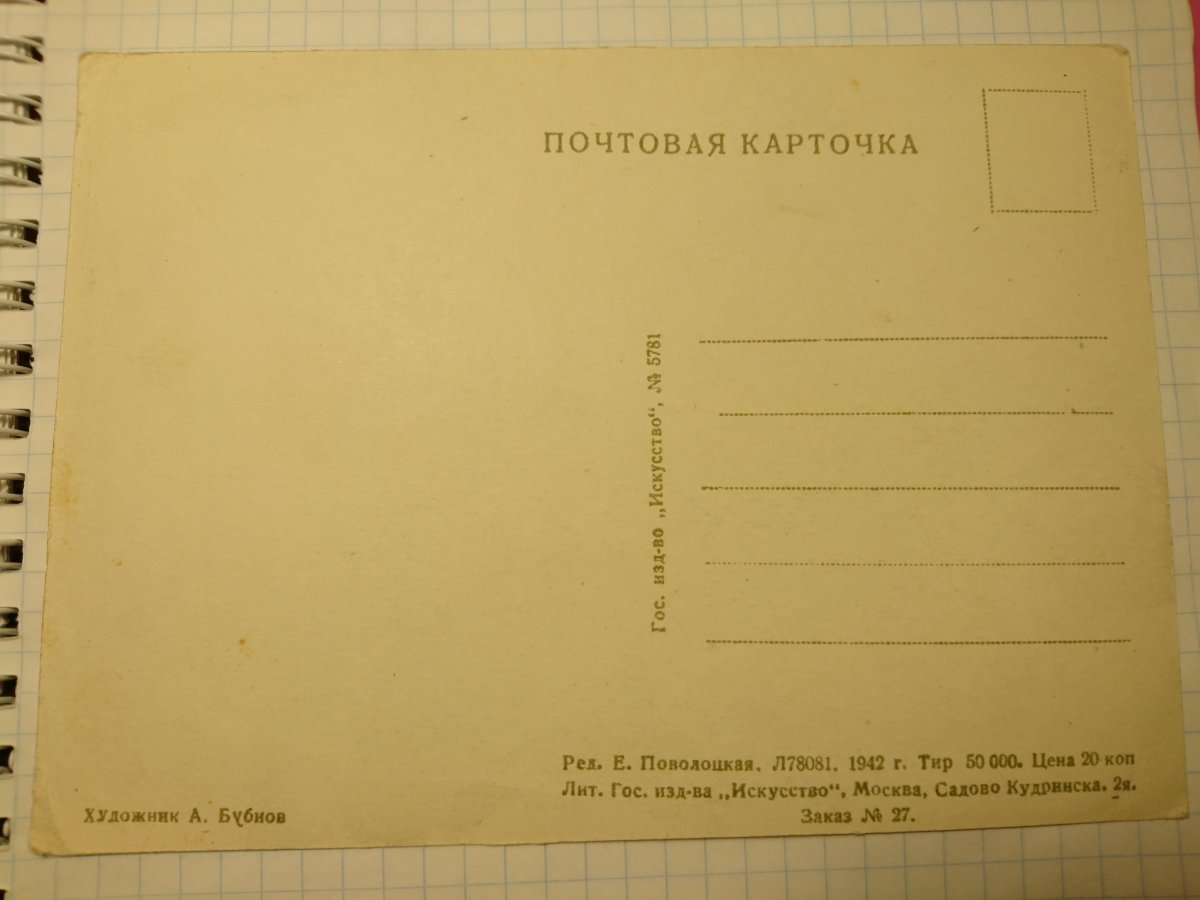 ПОЧТОВАЯ КАРТОЧКА
Гос. изд-во „Искусство“, № 5781
Ред. Е. Поволоцкая. Л78081. 1942 г. Тир 50 000. Цена 20 коп
Лит. Гос. изд-ва „Искусство“, Москва, Садово Кудринска. 2я.
Заказ № 27.
Художник А. Бубнов